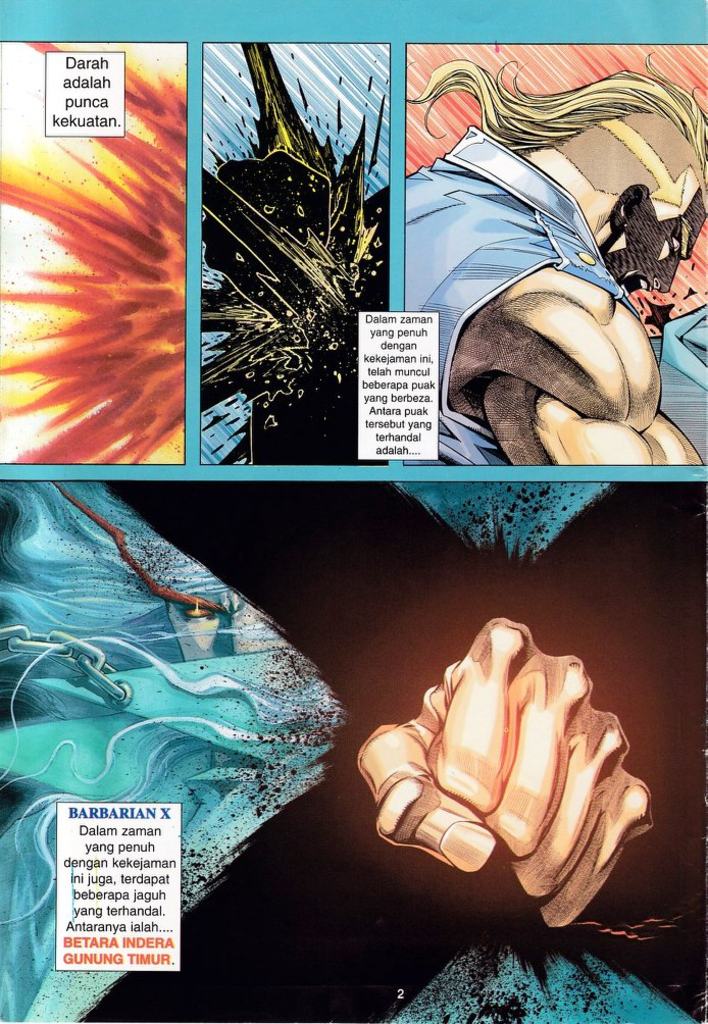 Darah
adalah
punca
kekuatan.
Dalam zaman
yang penuh
dengan
kekejaman ini,
telah muncul
beberapa puak
yang berbeza.
Antara puak
tersebut yang
terhandal
adalah....
BARBARIAN X
Dalam zaman
yang penuh
dengan kekejaman
ini juga, terdapat
beberapa jaguh
yang terhandal.
Antaranya ialah....
BETARA INDERA
GUNUNG TIMUR.
2